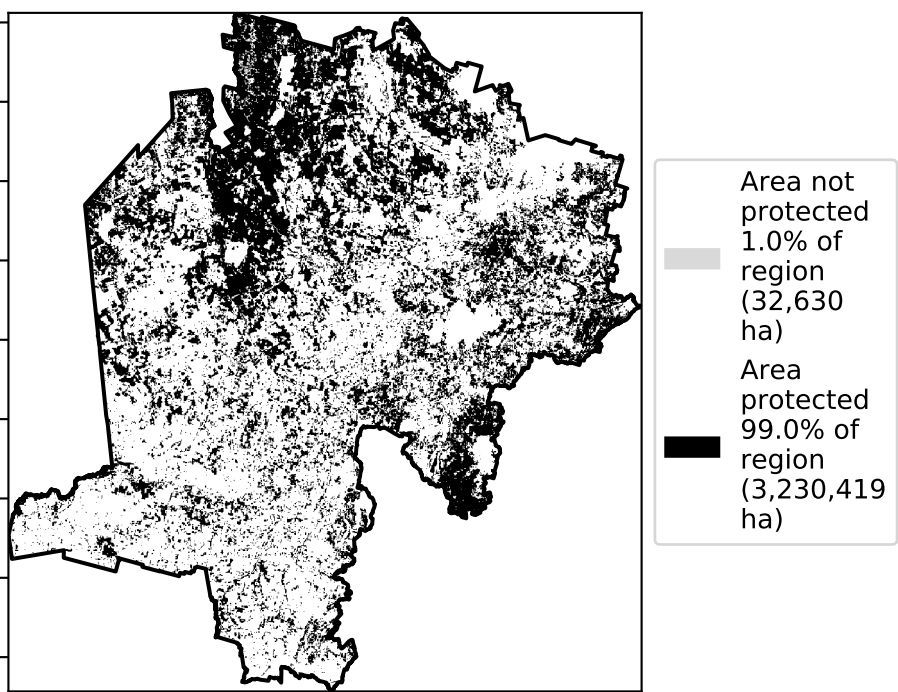 Area not
protected
1.0% of
region
(32,630
ha)
Area
protected
99.0% of
region
(3,230,419
ha)